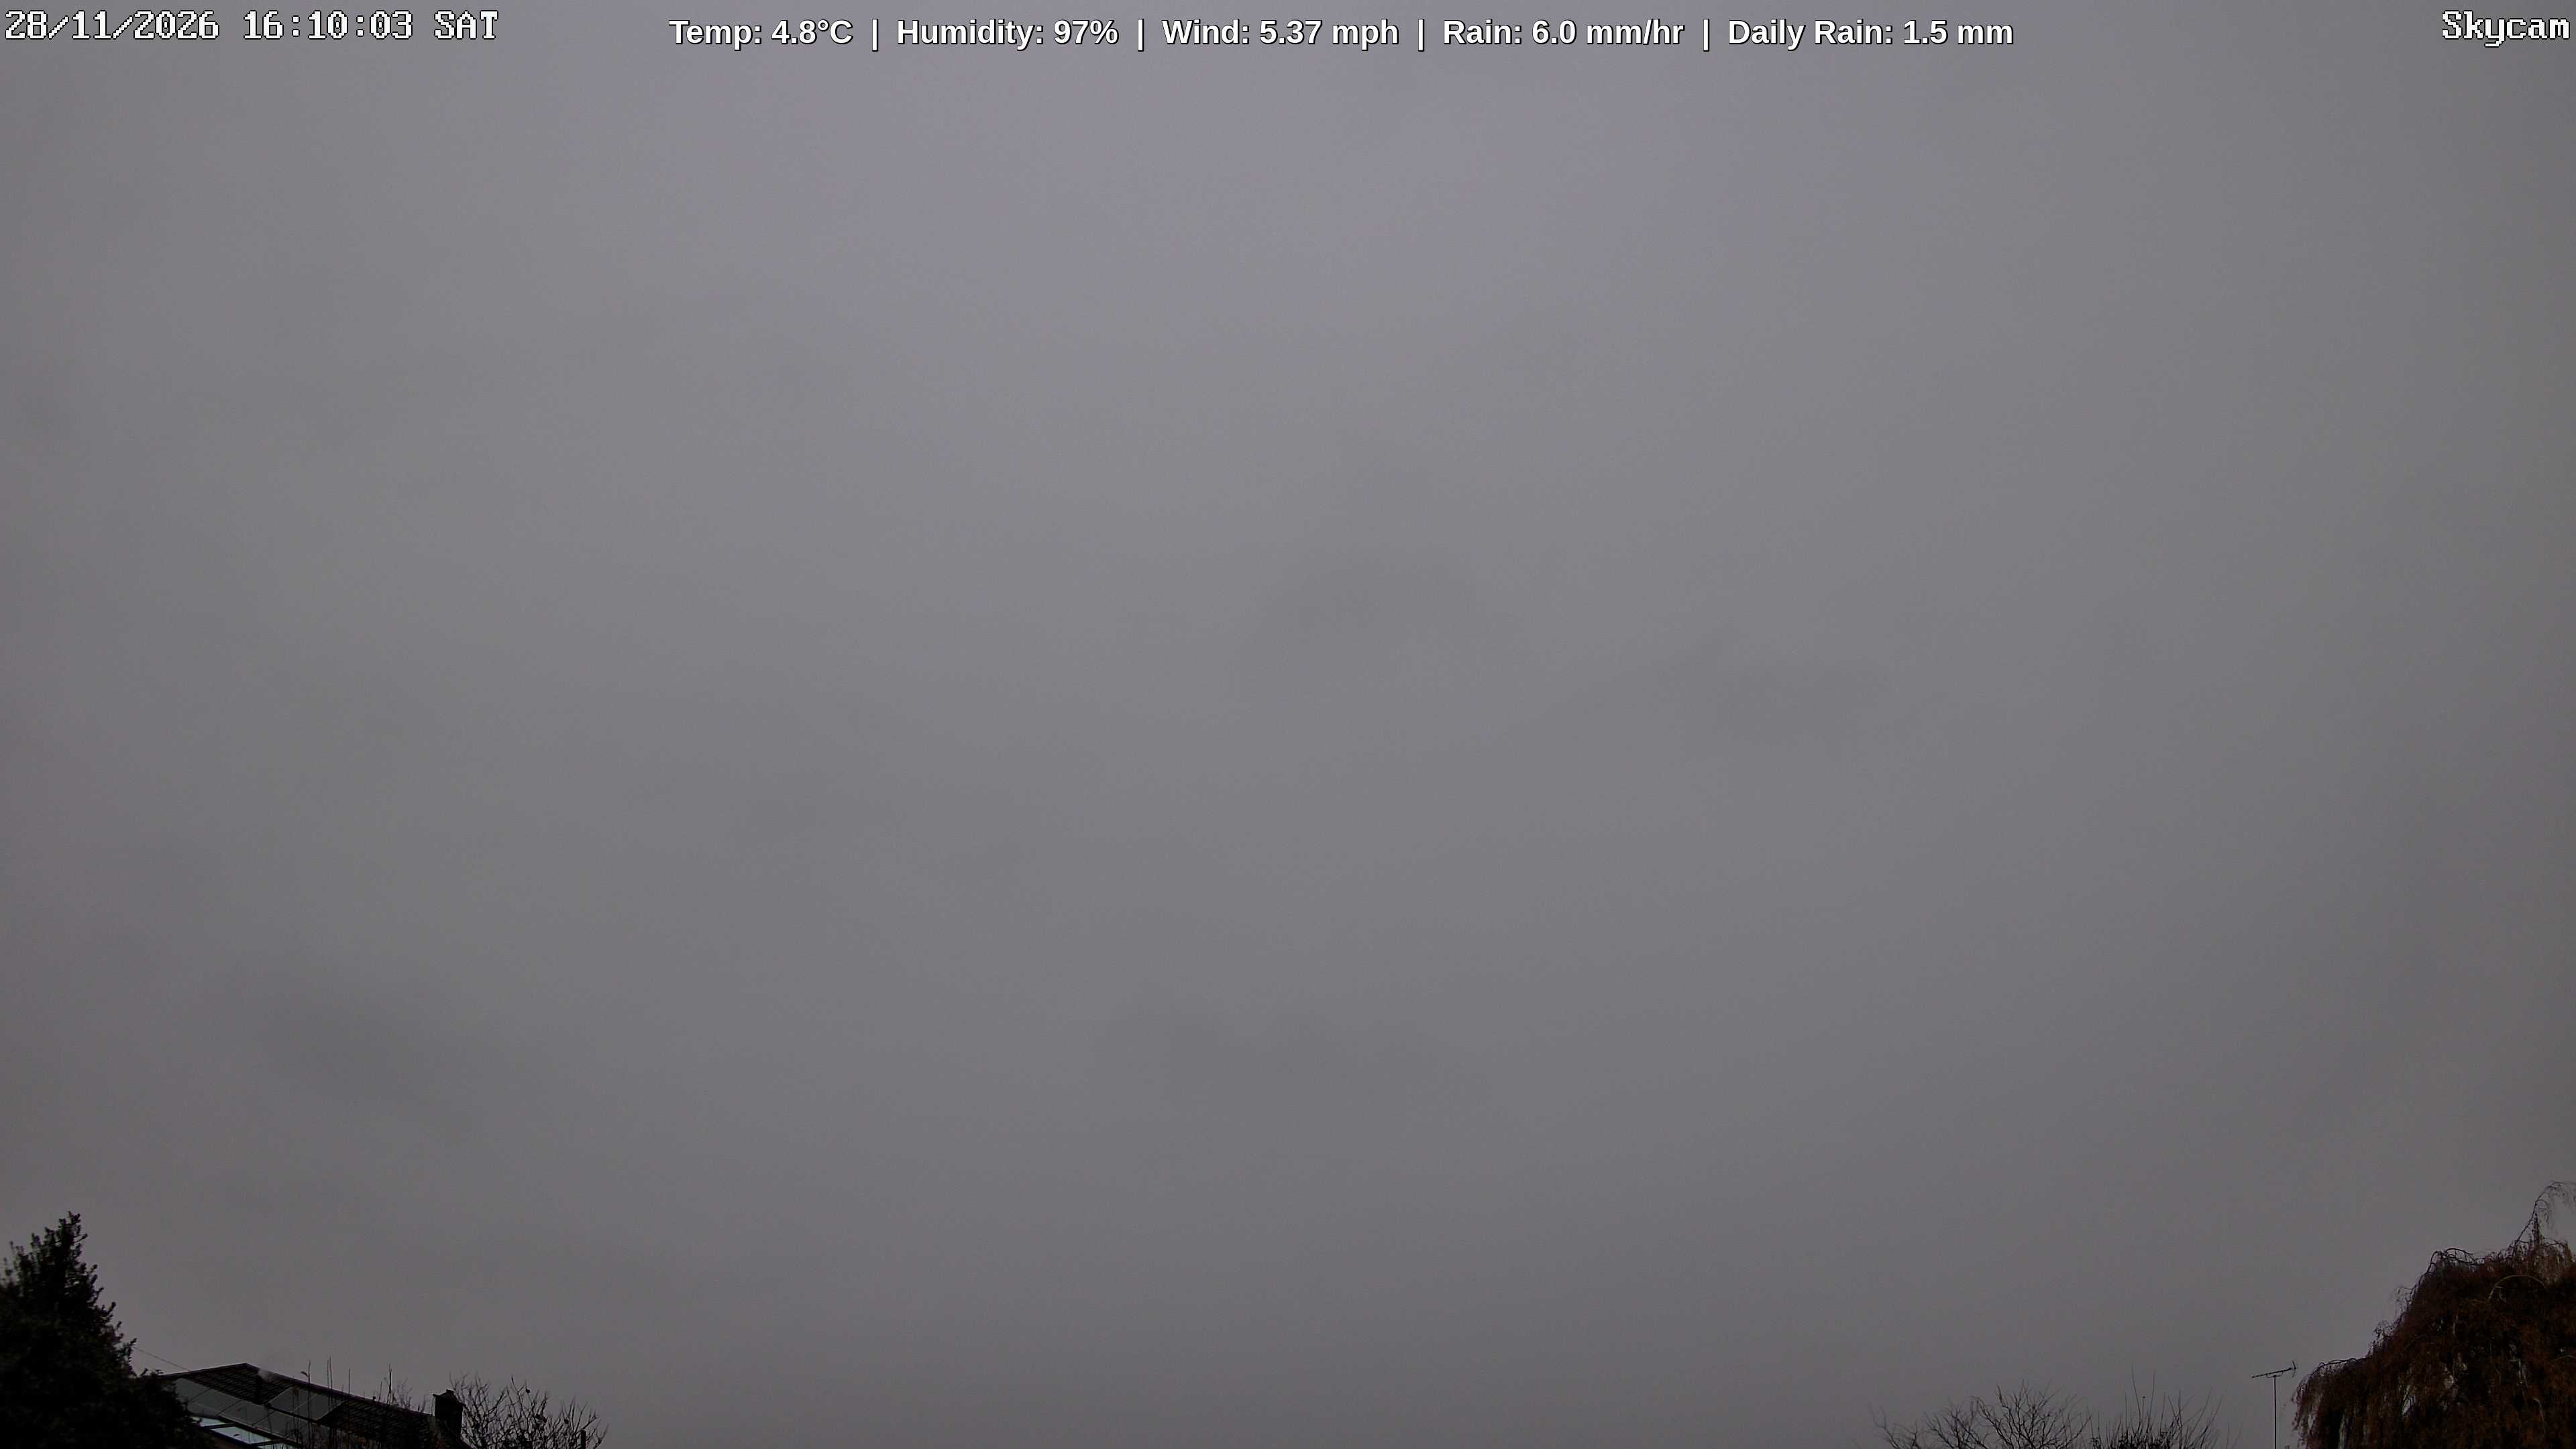 28/11/2026 16:10:03 SAT
Temp: 4.8°C | Humidity: 97% | Wind: 5.37 mph | Rain: 6.0 mm/hr | Daily Rain: 1.5 mm
Skycam